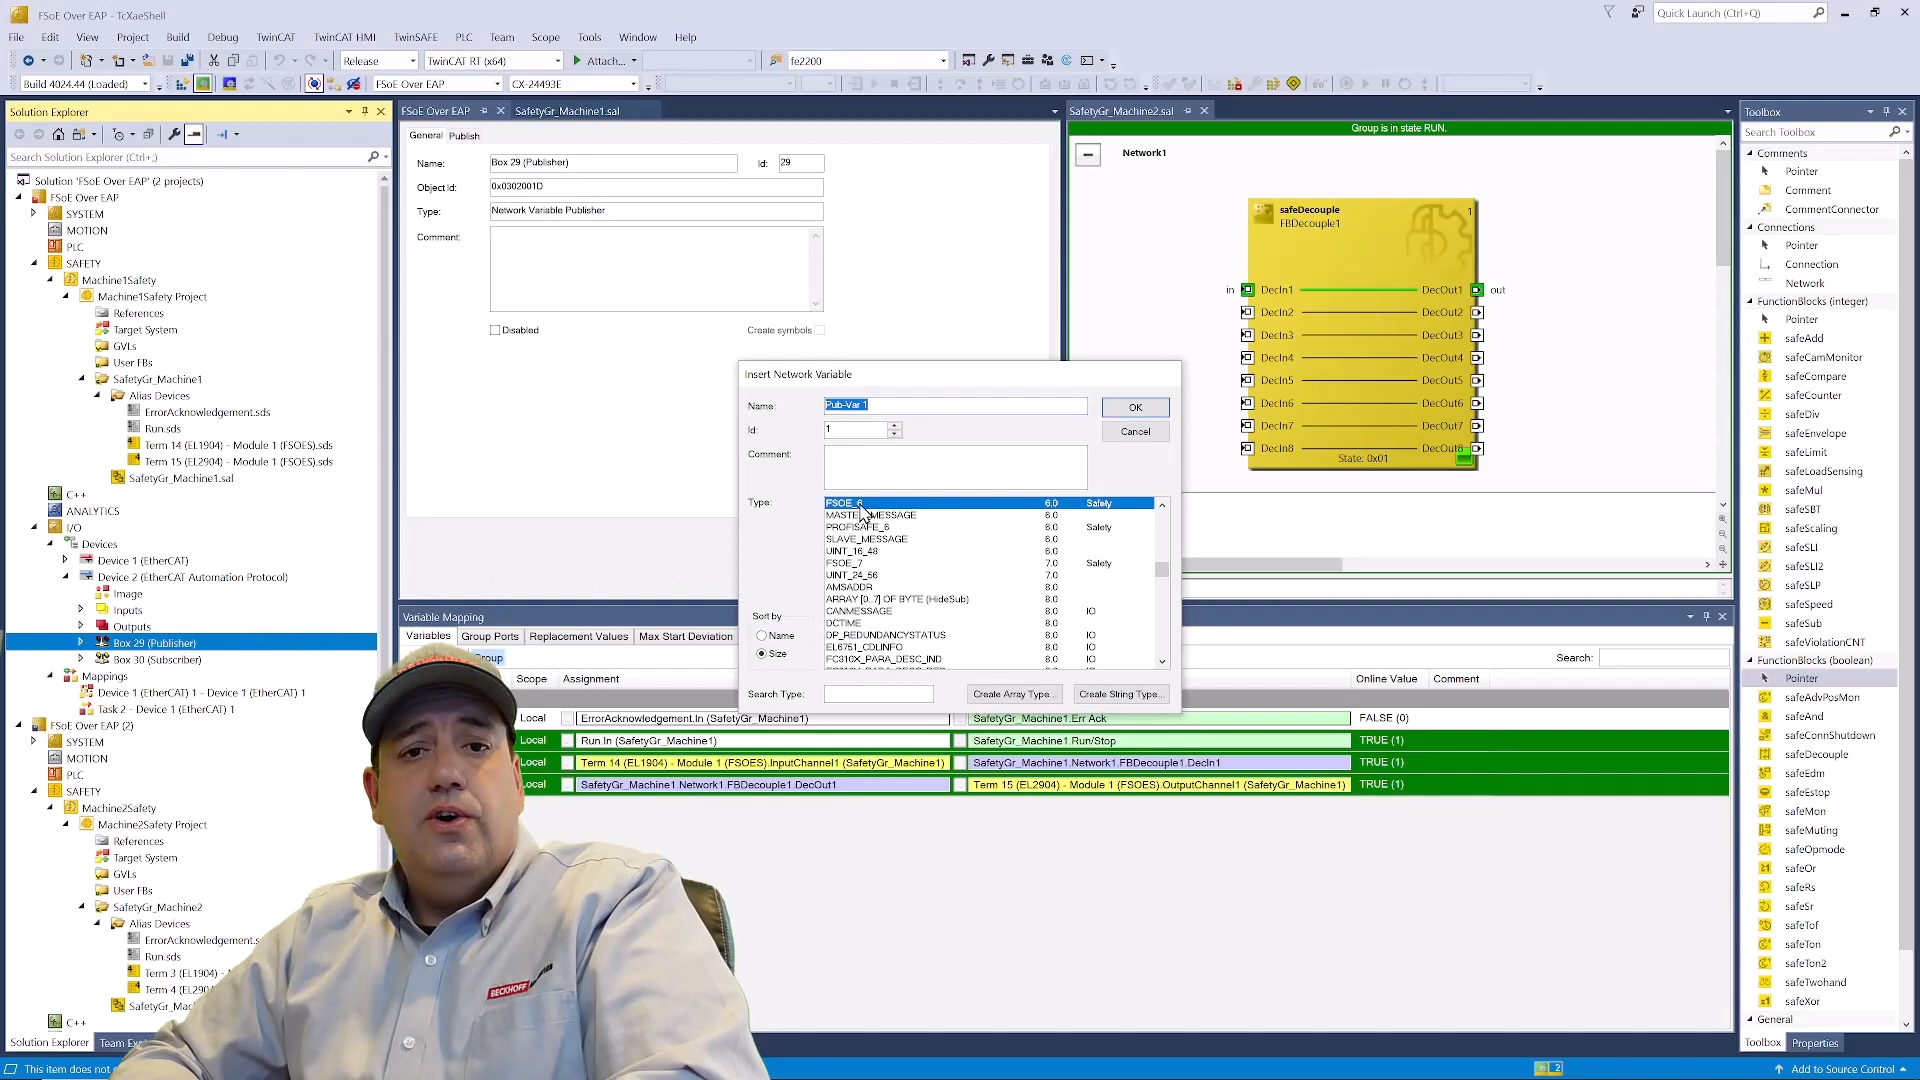 FSoE Over EAP - TcXaeShell
Quick Launch (Ctrl+Q)
File Edit View Project Build Debug TwinCAT TwinCAT HMI TwinSAFE PLC Team Scope Tools Window Help
Release TwinCAT RT (x64) Attach... fe2200
Build 4024.44 (Loaded) FSoE Over EAP CX-24493E
Solution Explorer
Search Solution Explorer (Ctrl+;)
Solution 'FSoE Over EAP' (2 projects)
FSoE Over EAP
SYSTEM
MOTION
PLC
SAFETY
Machine1Safety
Machine1Safety Project
References
Target System
GVLs
User FBs
SafetyGr_Machine1
Alias Devices
ErrorAcknowledgement.sds
Run.sds
Term 14 (EL1904) - Module 1 (FSOES).sds
Term 15 (EL2904) - Module 1 (FSOES).sds
SafetyGr_Machine1.sal
C++
ANALYTICS
I/O
Devices
Device 1 (EtherCAT)
Device 2 (EtherCAT Automation Protocol)
Image
Inputs
Outputs
Box 29 (Publisher)
Box 30 (Subscriber)
Mappings
Device 1 (EtherCAT) - Device 1 (EtherCAT) 1
Task 2 - Device 1 (EtherCAT) 1
FSoE Over EAP (2)
SYSTEM
MOTION
PLC
SAFETY
Machine2Safety
Machine2Safety Project
References
Target System
GVLs
User FBs
SafetyGr_Machine2
Alias Devices
ErrorAcknowledgement.s
Run.sds
Term 3 (EL1904) -
Term 4 (EL290
SafetyGr_Mac
C++
Solution Explorer Team Exp
This item does not s
FSoE Over EAP SafetyGr_Machine1.sal
General Publish
Name: Box 29 (Publisher) Id: 29
Object Id: 0x0302001D
Type: Network Variable Publisher
Comment:
Disabled Create symbols
Insert Network Variable
Name: Pub-Var 1 OK
Id: 1 Cancel
Comment:
Type:
FSOE_6 6.0 Safety
MASTE MESSAGE 6.0
PROFISAFE_6 6.0 Safety
SLAVE_MESSAGE 6.0
UINT_16_48 6.0
FSOE_7 7.0 Safety
UINT_24_56 7.0
AMSADDR 8.0
ARRAY [0..7] OF BYTE (HideSub) 8.0
CANMESSAGE 8.0 IO
DCTIME 8.0
DP_REDUNDANCYSTATUS 8.0 IO
EL6751_CDLINFO 8.0 IO
FC310X_PARA_DESC_IND 8.0 IO
Sort by
Name
Size
Search Type: Create Array Type... Create String Type...
SafetyGr_Machine2.sal
Group is in state RUN.
Network1
safeDecouple 1
FBDecouple1
in DecIn1 DecOut1 out
DecIn2 DecOut2
DecIn3 DecOut3
DecIn4 DecOut4
DecIn5 DecOut5
DecIn6 DecOut6
DecIn7 DecOut7
DecIn8 DecOut8
State: 0x01
Variable Mapping
Variables Group Ports Replacement Values Max Start Deviation
Group Search:
Scope Assignment Online Value Comment
Local ErrorAcknowledgement.In (SafetyGr_Machine1) SafetyGr_Machine1.Err Ack FALSE (0)
Local Run.In (SafetyGr_Machine1) SafetyGr_Machine1.Run/Stop TRUE (1)
Local Term 14 (EL1904) - Module 1 (FSOES).InputChannel1 (SafetyGr_Machine1) SafetyGr_Machine1.Network1.FBDecouple1.DecIn1 TRUE (1)
ocal SafetyGr_Machine1.Network1.FBDecouple1.DecOut1 Term 15 (EL2904) - Module 1 (FSOES).OutputChannel1 (SafetyGr_Machine1) TRUE (1)
BECKHOFF
Toolbox
Search Toolbox
Comments
Pointer
Comment
CommentConnector
Connections
Pointer
Connection
Network
FunctionBlocks (integer)
Pointer
safeAdd
safeCamMonitor
safeCompare
safeCounter
safeDiv
safeEnvelope
safeLimit
safeLoadSensing
safeMul
safeSBT
safeScaling
safeSLI
safeSLI2
safeSLP
safeSpeed
safeSub
safeViolationCNT
FunctionBlocks (boolean)
Pointer
safeAdvPosMon
safeAnd
safeConnShutdown
safeDecouple
safeEdm
safeEstop
safeMon
safeMuting
safeOpmode
safeOr
safeRs
safeSr
safeTof
safeTon
safeTon2
safeTwohand
safeXor
General
Toolbox Properties
2 Add to Source Control